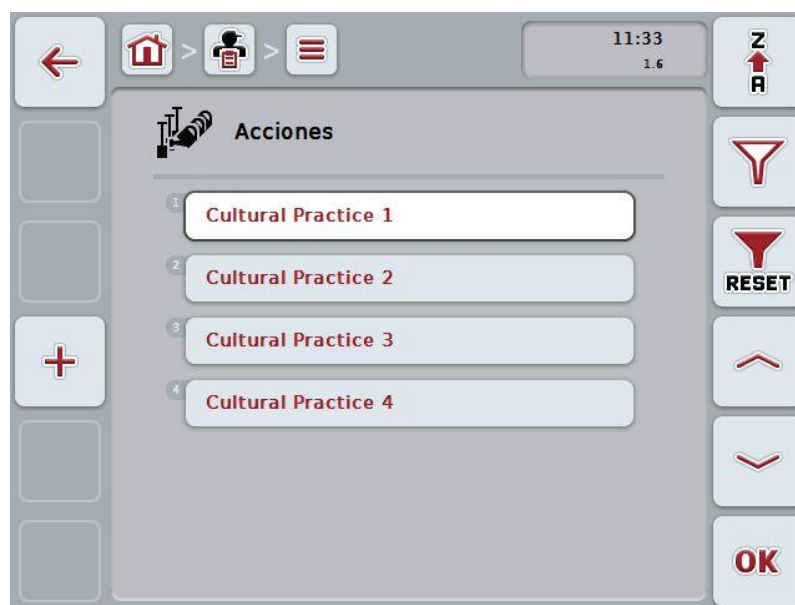 11:33
1.6
Z
A
Acciones
1
Cultural Practice 1
2
Cultural Practice 2
RESET
3
Cultural Practice 3
4
Cultural Practice 4
OK